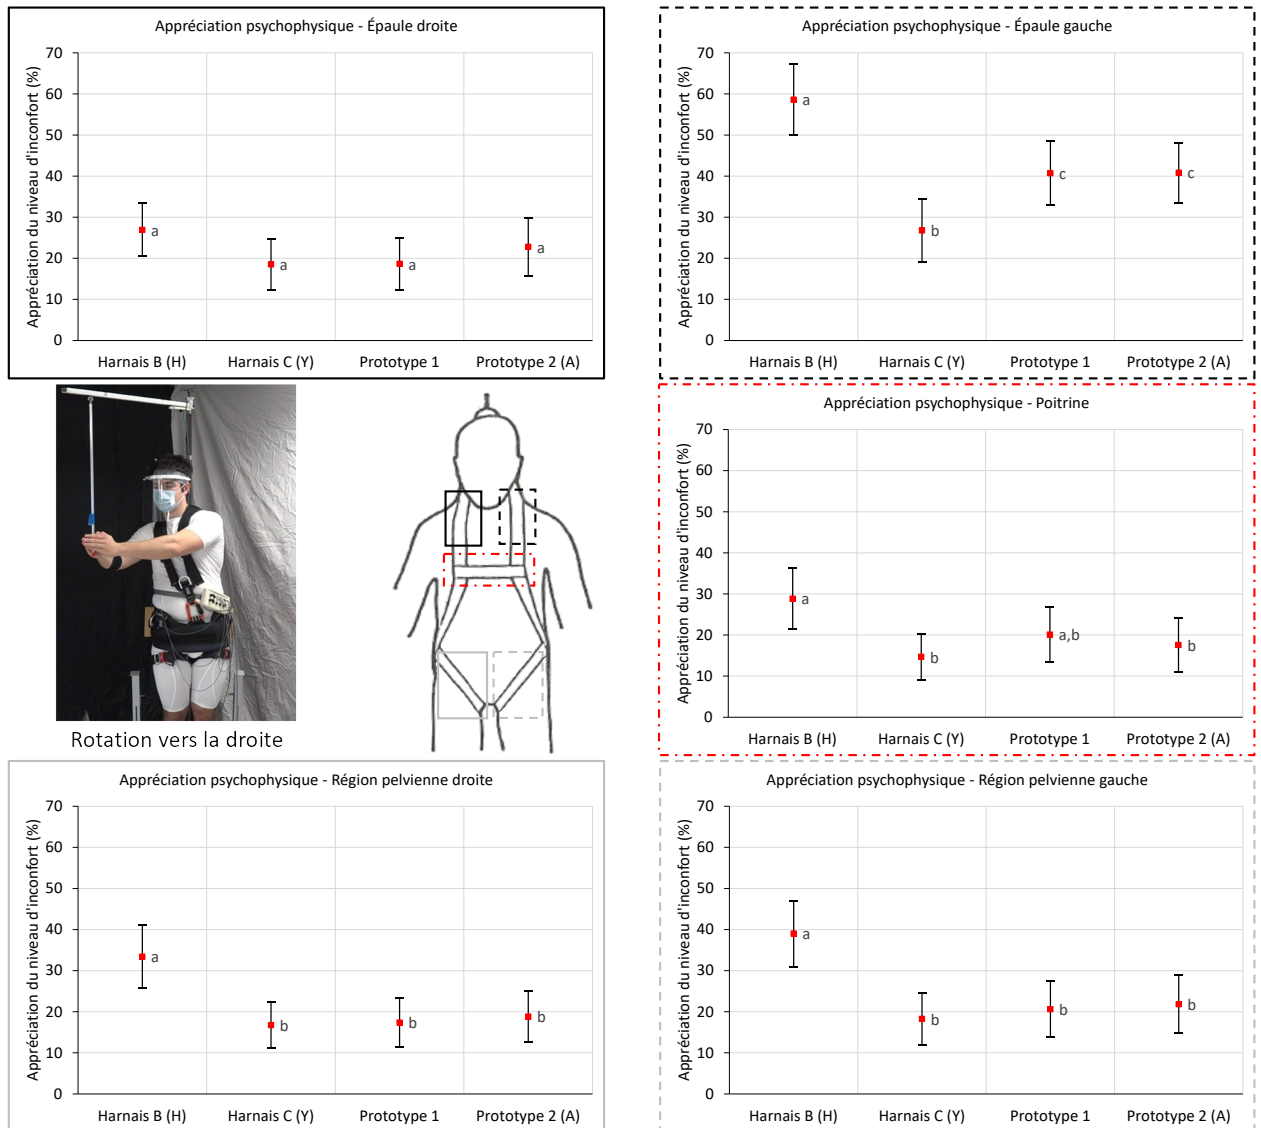 Appréciation psychophysique - Épaule droite
Appréciation du niveau d'inconfort (%)
70
60
50
40
30
20
10
0
a
a
a
a
Harnais B (H) Harnais C (Y) Prototype 1 Prototype 2 (A)
Appréciation psychophysique - Épaule gauche
Appréciation du niveau d'inconfort (%)
70
60
50
40
30
20
10
0
a
b
c
c
Harnais B (H) Harnais C (Y) Prototype 1 Prototype 2 (A)
Rotation vers la droite
Appréciation psychophysique - Poitrine
Appréciation du niveau d'inconfort (%)
70
60
50
40
30
20
10
0
a
b
a,b
b
Harnais B (H) Harnais C (Y) Prototype 1 Prototype 2 (A)
Appréciation psychophysique - Région pelvienne droite
Appréciation du niveau d'inconfort (%)
70
60
50
40
30
20
10
0
a
b
b
b
Harnais B (H) Harnais C (Y) Prototype 1 Prototype 2 (A)
Appréciation psychophysique - Région pelvienne gauche
Appréciation du niveau d'inconfort (%)
70
60
50
40
30
20
10
0
a
b
b
b
Harnais B (H) Harnais C (Y) Prototype 1 Prototype 2 (A)